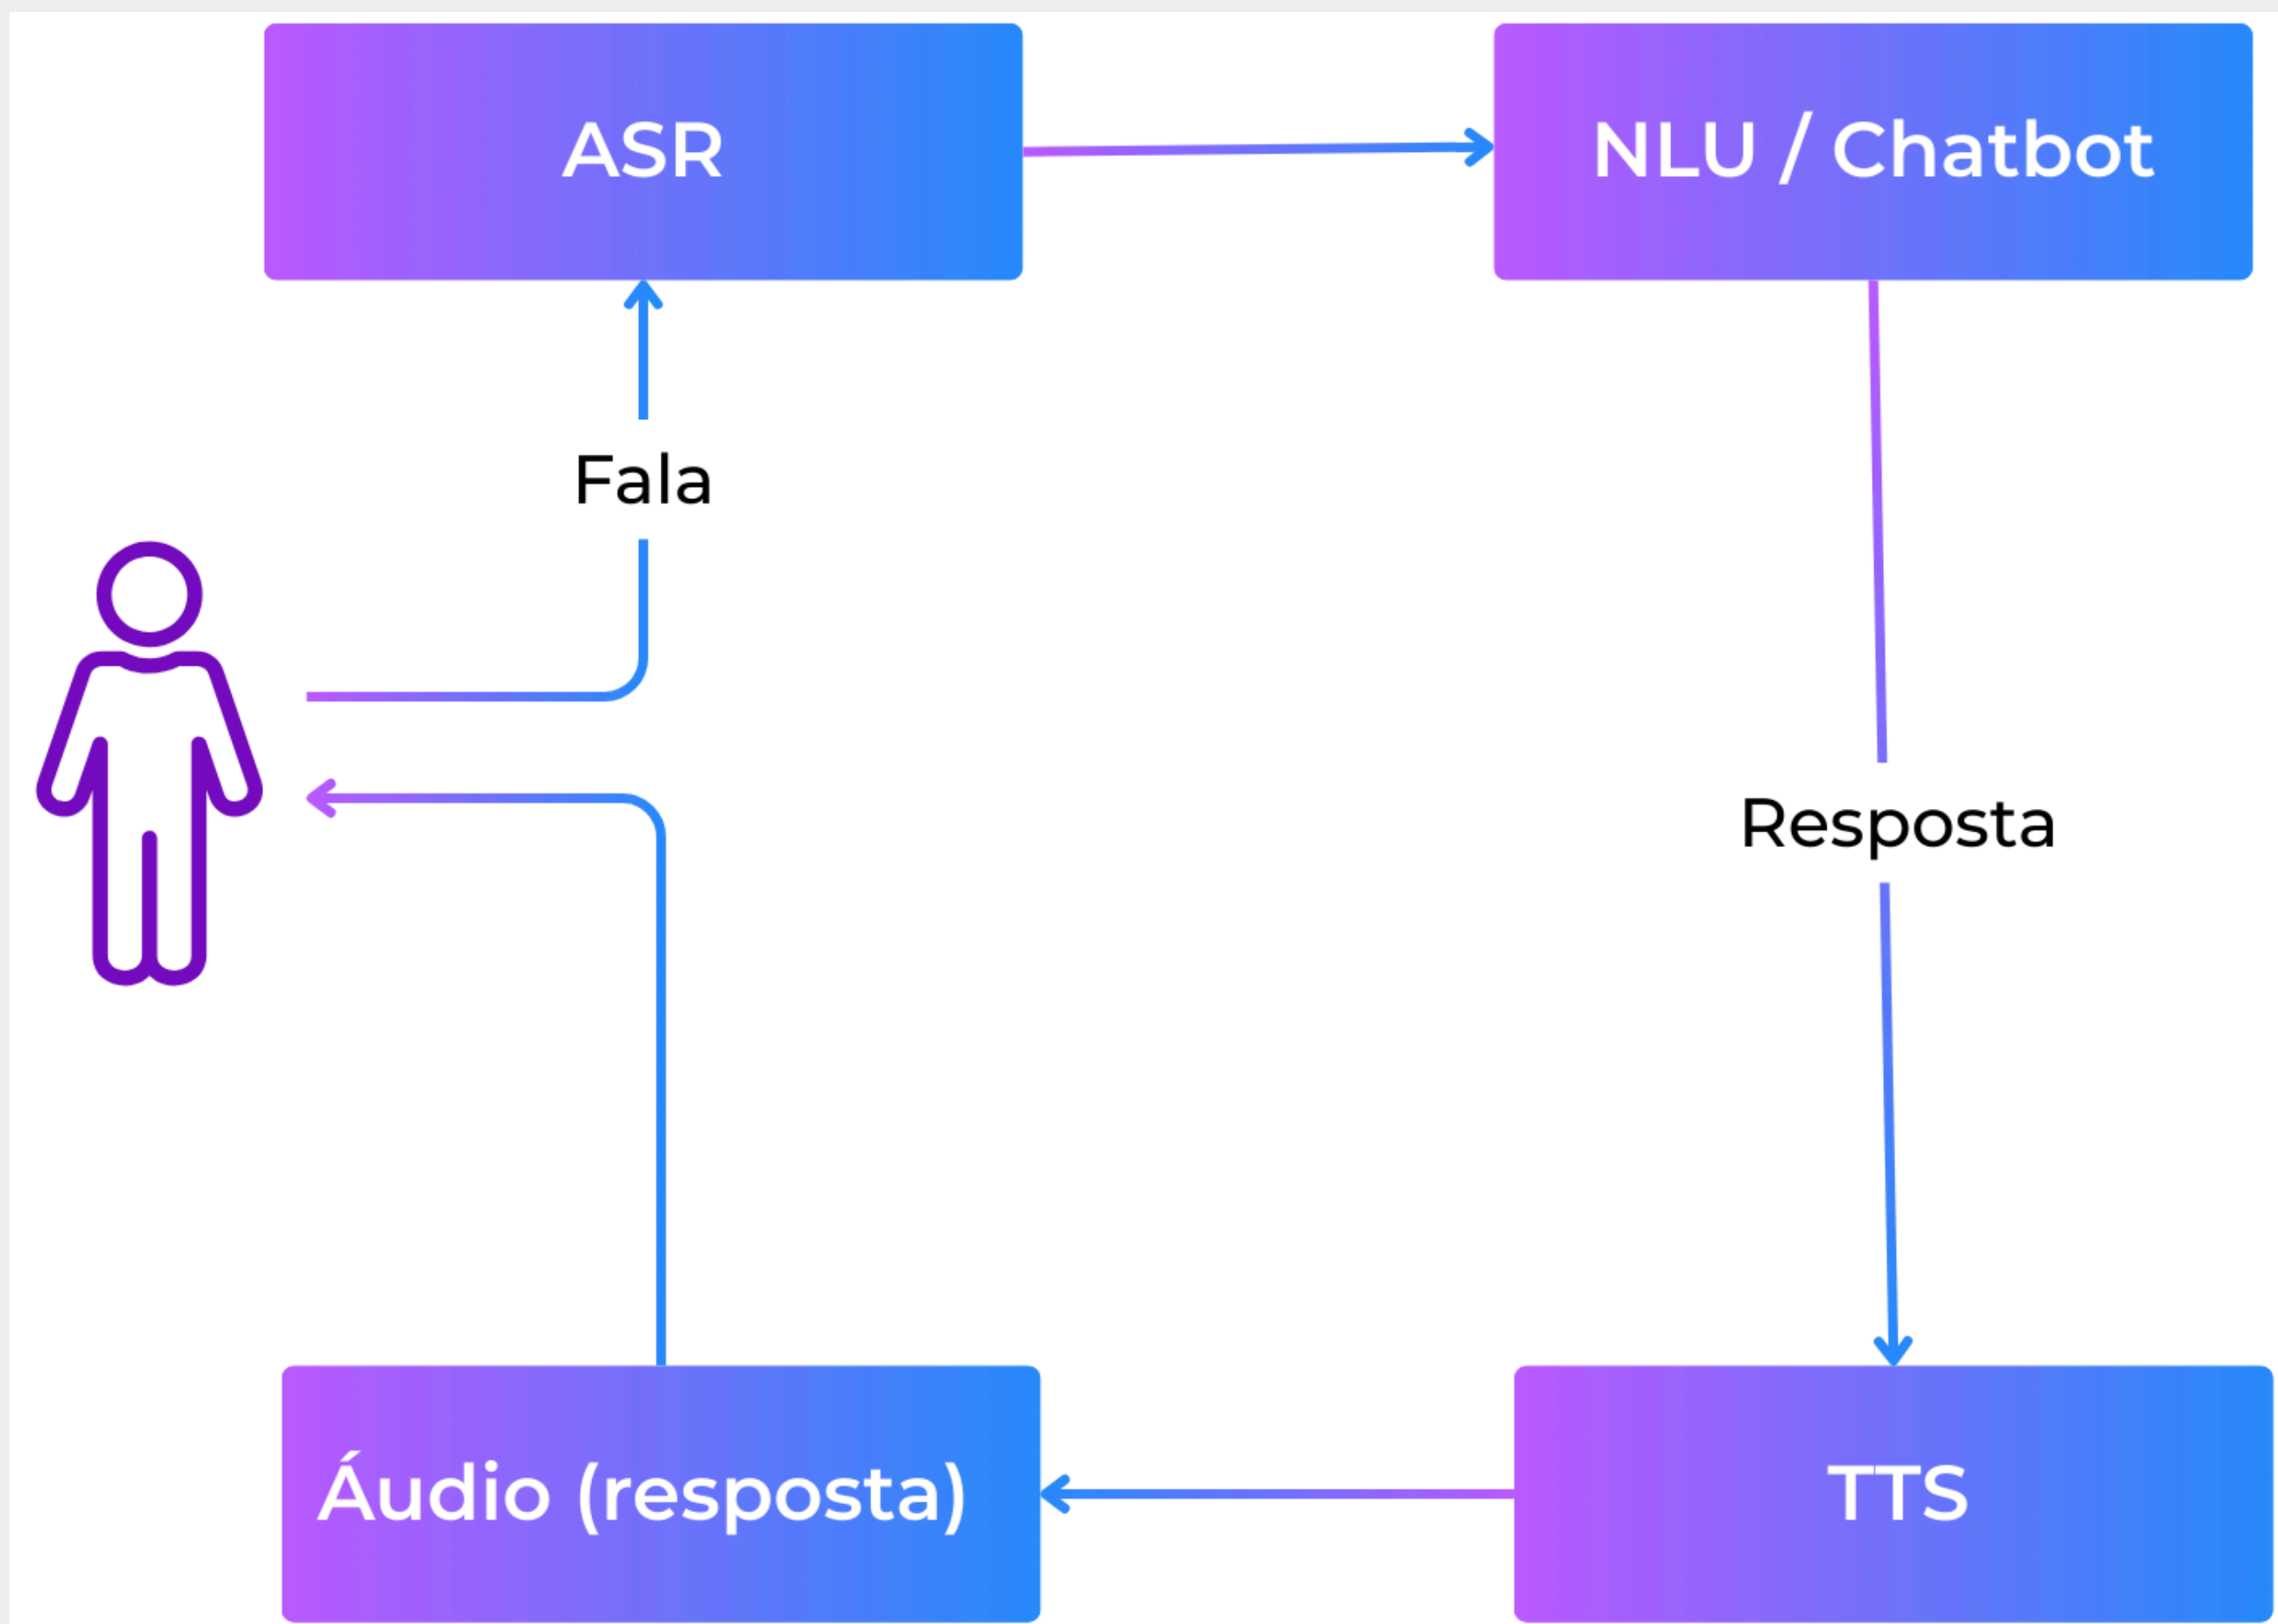 ASR
NLU / Chatbot
Fala
Resposta
Áudio (resposta)
TTS